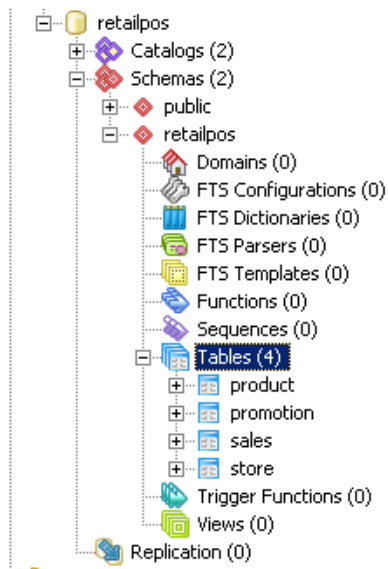 retailpos
Catalogs (2)
Schemas (2)
public
retailpos
Domains (0)
FTS Configurations (0)
FTS Dictionaries (0)
FTS Parsers (0)
FTS Templates (0)
Functions (0)
Sequences (0)
Tables (4)
product
promotion
sales
store
Trigger Functions (0)
Views (0)
Replication (0)